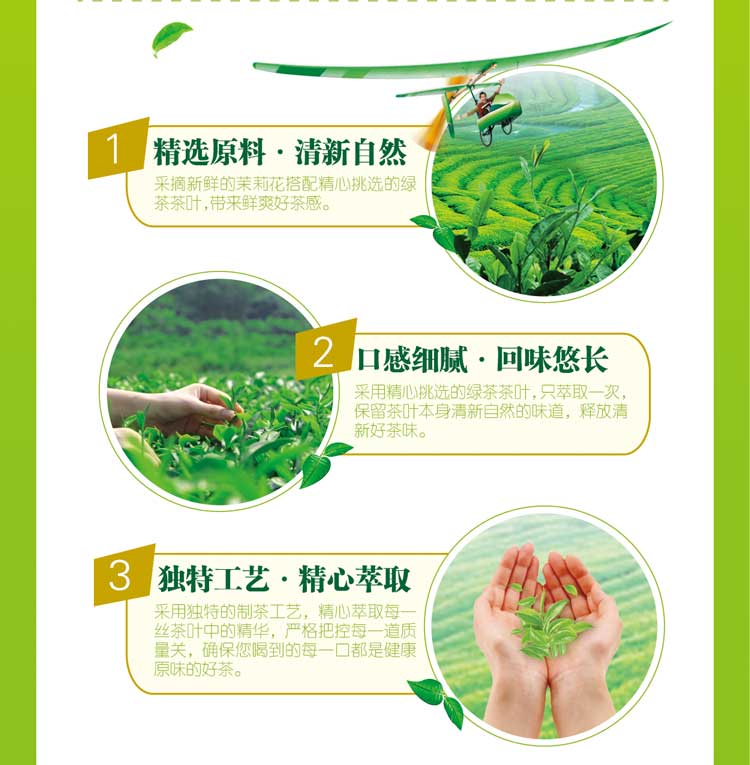 1
精选原料·清新自然
采摘新鲜的茉莉花搭配精心挑选的绿
茶茶叶,带来鲜爽好茶感。
2
口感细腻·回味悠长
采用精心挑选的绿茶茶叶,只萃取一次,
保留茶叶本身清新自然的味道，释放清
新好茶味。
3
独特工艺·精心萃取
采用独特的制茶工艺，精心萃取每一
丝茶叶中的精华，严格把控每一道质
量关，确保您喝到的每一口都是健康
原味的好茶。